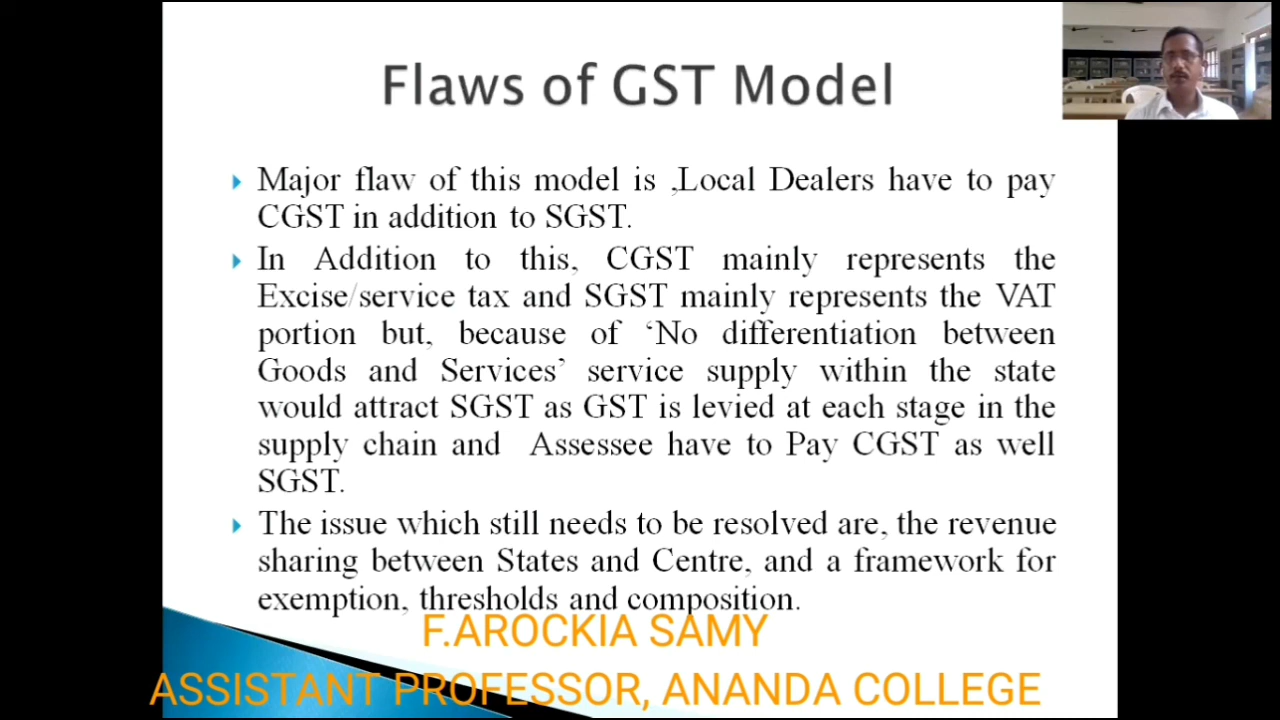 Flaws of GST Model
Major flaw of this model is ,Local Dealers have to pay
CGST in addition to SGST.
In Addition to this, CGST mainly represents the
Excise/service tax and SGST mainly represents the VAT
portion but, because of ‘No differentiation between
Goods and Services’ service supply within the state
would attract SGST as GST is levied at each stage in the
supply chain and Assessee have to Pay CGST as well
SGST.
The issue which still needs to be resolved are, the revenue
sharing between States and Centre, and a framework for
exemption, thresholds and composition.
F.AROCKIA SAMY
ASSISTANT PROFESSOR, ANANDA COLLEGE